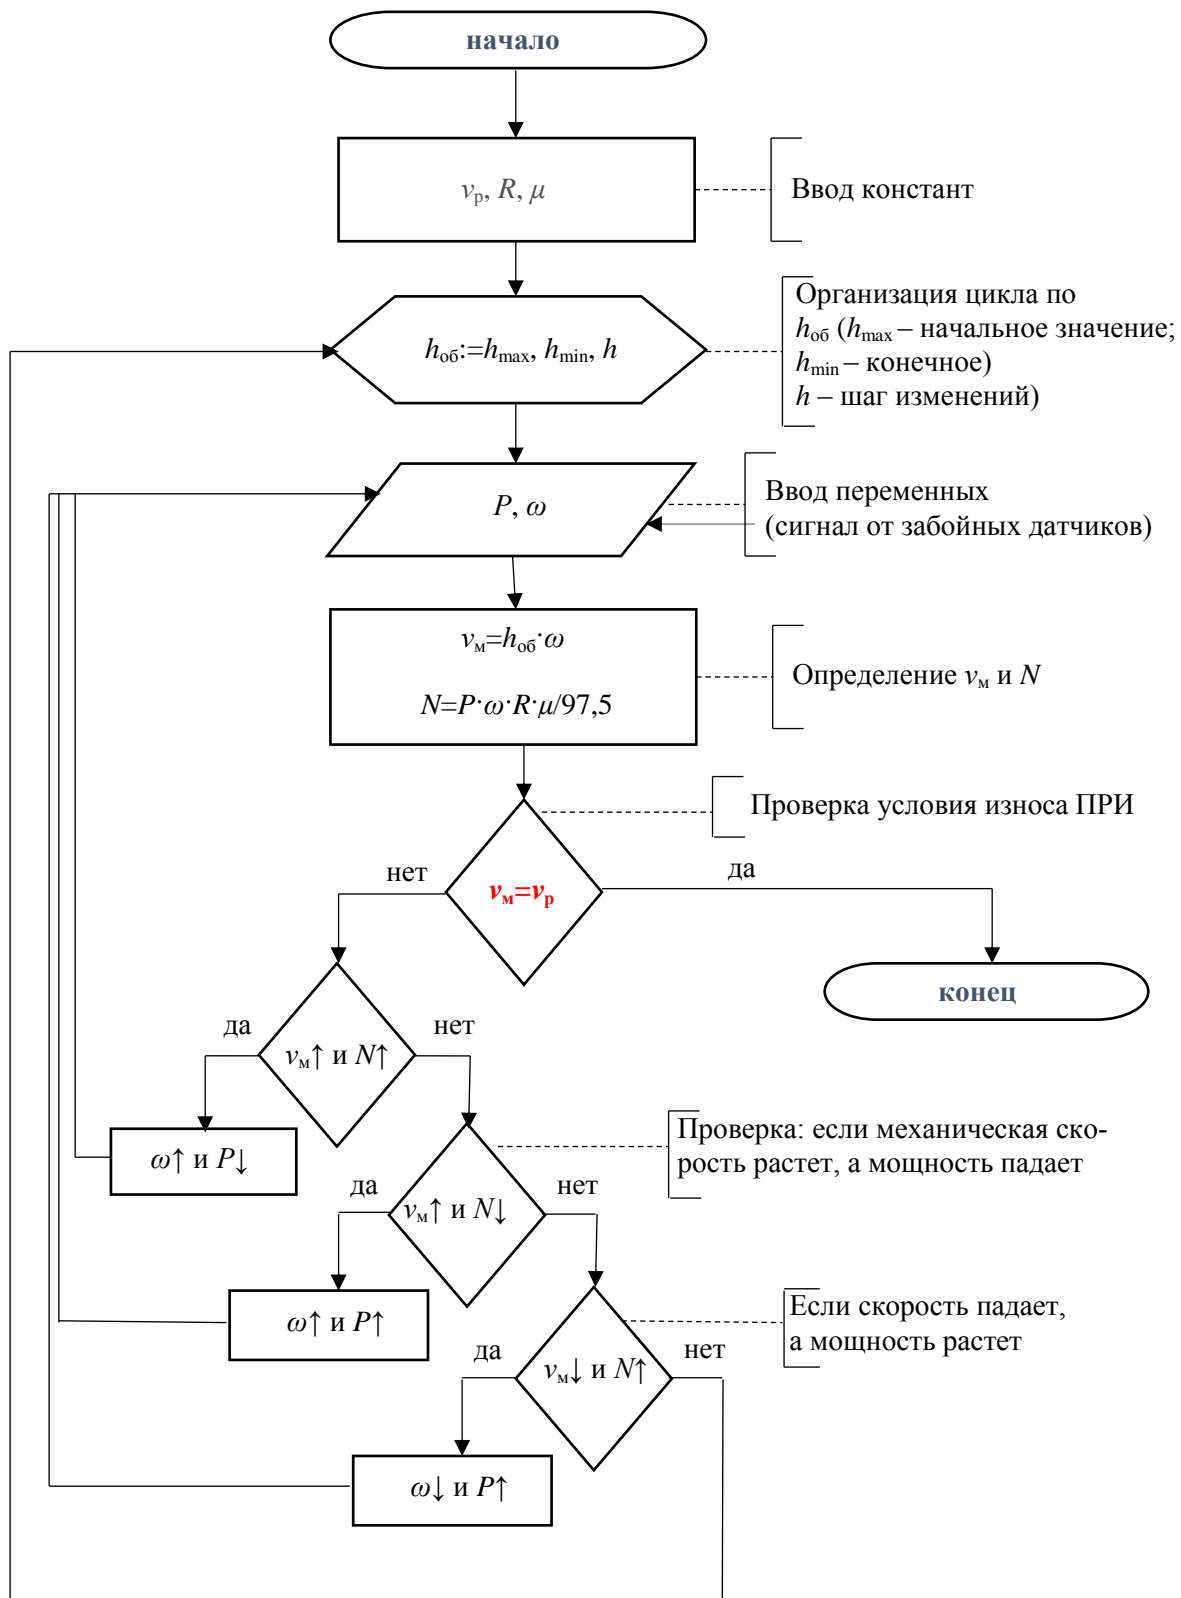 начало
vр, R, μ
Ввод констант
hоб:=hmax, hmin, h
Организация цикла по
hоб (hmax – начальное значение;
hmin – конечное)
h – шаг изменений)
P, ω
Ввод переменных
(сигнал от забойных датчиков)
vм=hоб·ω
N=P·ω·R·μ/97,5
Определение vм и N
Проверка условия износа ПРИ
нет
vм=vр
да
конец
да
vм↑ и N↑
нет
ω↑ и P↓
Проверка: если механическая ско-
рость растет, а мощность падает
да
vм↑ и N↓
нет
ω↑ и P↑
Если скорость падает,
а мощность растет
да
vм↓ и N↑
нет
ω↓ и P↑